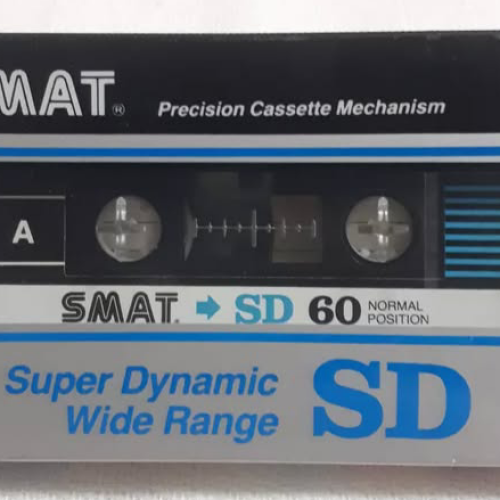 SMAT® Precision Cassette Mechanism
A
SMAT. → SD 60 NORMAL POSITION
Super Dynamic
Wide Range
SD